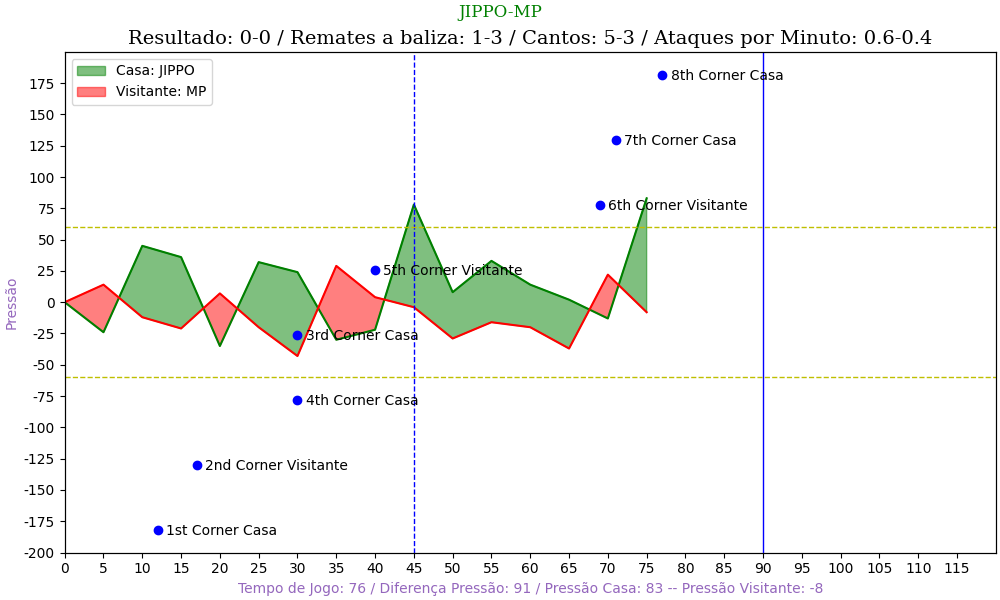 JIPPO-MP
Resultado: 0-0 / Remates a baliza: 1-3 / Cantos: 5-3 / Ataques por Minuto: 0.6-0.4
Casa: JIPPO
Visitante: MP
8th Corner Casa
7th Corner Casa
6th Corner Visitante
5th Corner Visitante
3rd Corner Casa
4th Corner Casa
2nd Corner Visitante
1st Corner Casa
Pressão
175
150
125
100
75
50
25
0
-25
-50
-75
-100
-125
-150
-175
-200
0 5 10 15 20 25 30 35 40 45 50 55 60 65 70 75 80 85 90 95 100 105 110 115
Tempo de Jogo: 76 / Diferença Pressão: 91 / Pressão Casa: 83 -- Pressão Visitante: -8